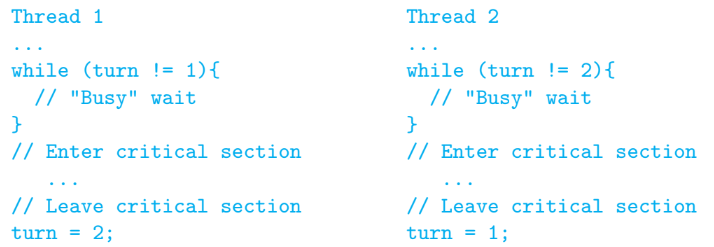 Thread 1
...
while (turn != 1){
  // "Busy" wait
}
// Enter critical section
   ...
// Leave critical section
turn = 2;
Thread 2
...
while (turn != 2){
  // "Busy" wait
}
// Enter critical section
   ...
// Leave critical section
turn = 1;